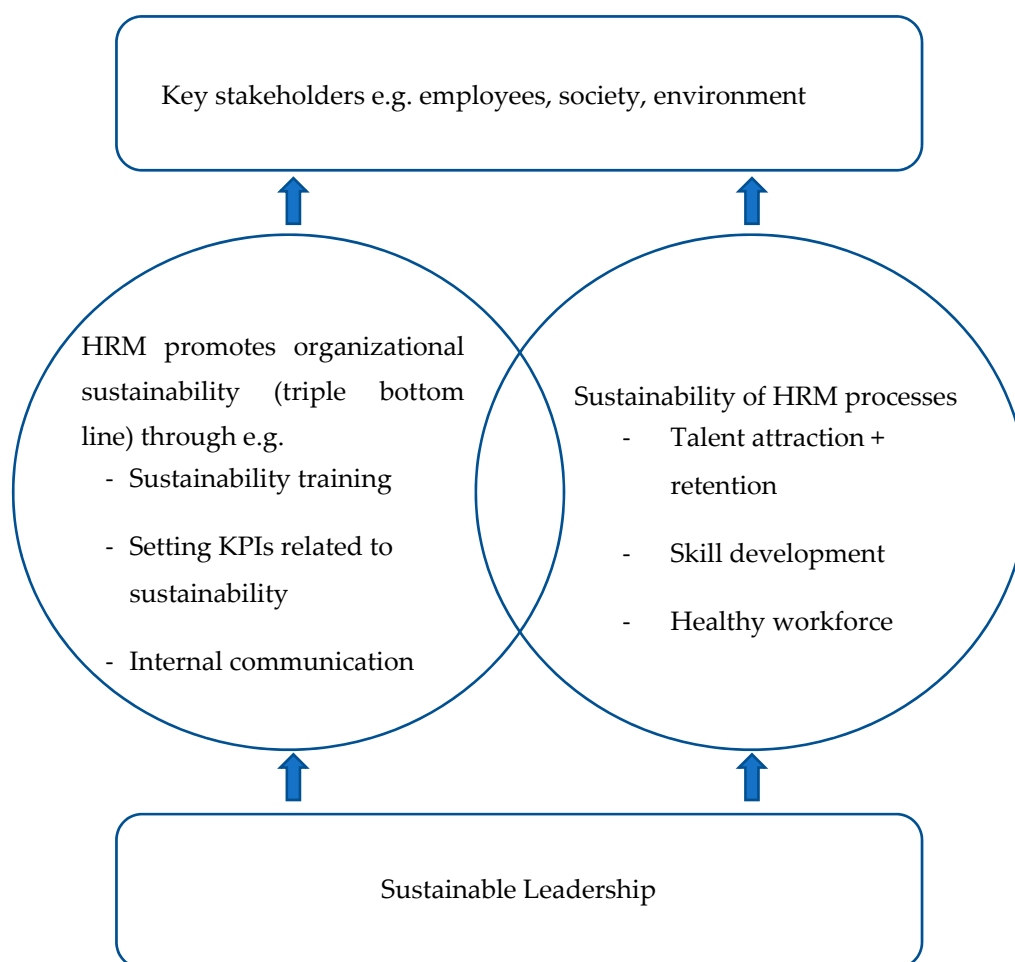 Key stakeholders e.g. employees, society, environment
HRM promotes organizational
sustainability (triple bottom
line) through e.g.
- Sustainability training
- Setting KPIs related to
sustainability
- Internal communication
Sustainability of HRM processes
- Talent attraction +
retention
- Skill development
- Healthy workforce
Sustainable Leadership